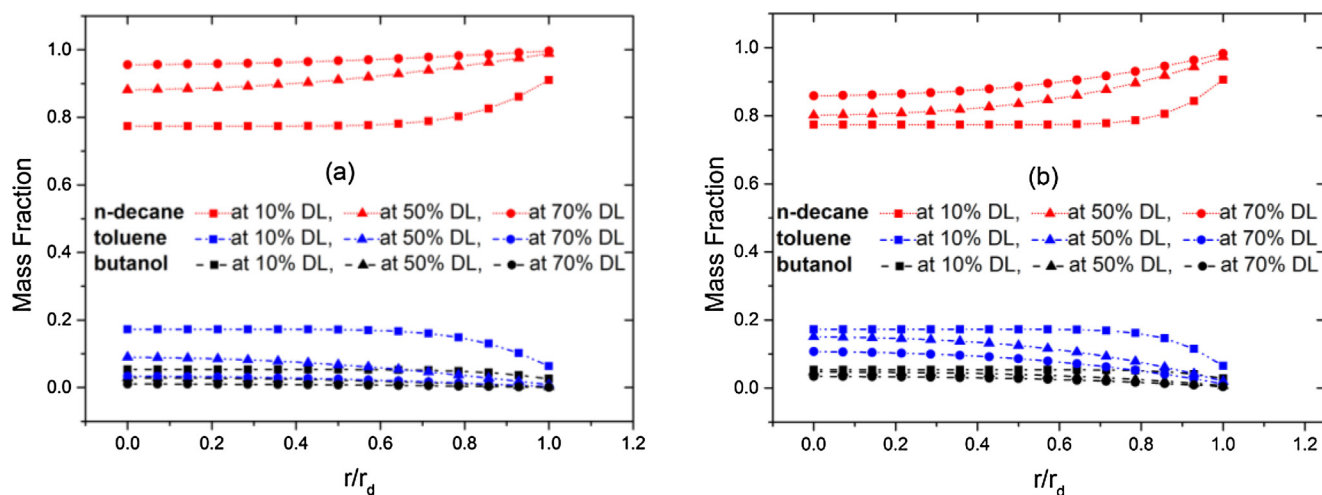 Mass Fraction
1.0
0.8
0.6
0.4
0.2
0.0
(a)
n-decane at 10% DL, at 50% DL, at 70% DL
toluene at 10% DL, at 50% DL, at 70% DL
butanol at 10% DL, at 50% DL, at 70% DL
0.0 0.2 0.4 0.6 0.8 1.0 1.2
r/rd
Mass Fraction
1.0
0.8
0.6
0.4
0.2
0.0
(b)
n-decane at 10% DL, at 50% DL, at 70% DL
toluene at 10% DL, at 50% DL, at 70% DL
butanol at 10% DL, at 50% DL, at 70% DL
0.0 0.2 0.4 0.6 0.8 1.0 1.2
r/rd